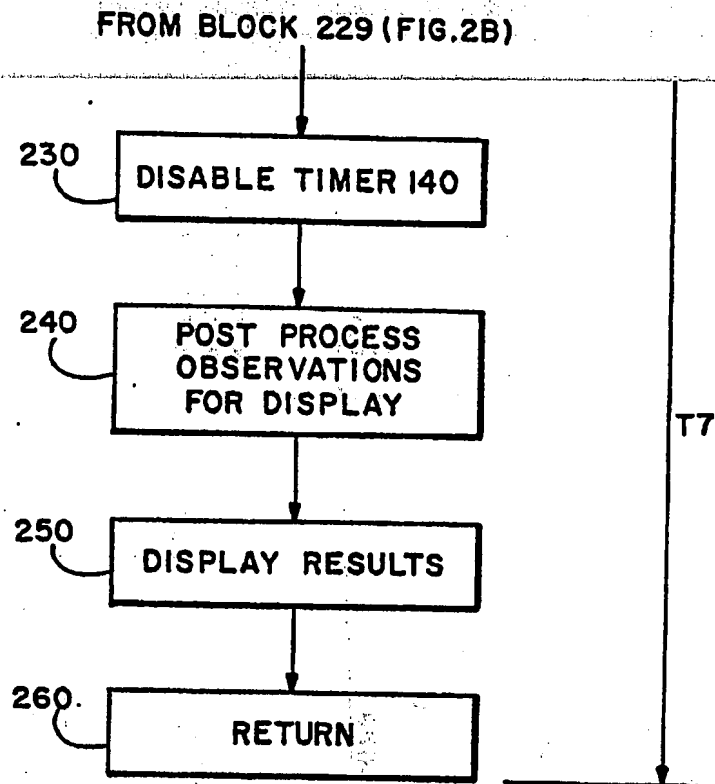 FROM BLOCK 229 (FIG.2B)
230
DISABLE TIMER 140
240
POST PROCESS
OBSERVATIONS
FOR DISPLAY
T7
250
DISPLAY RESULTS
260.
RETURN